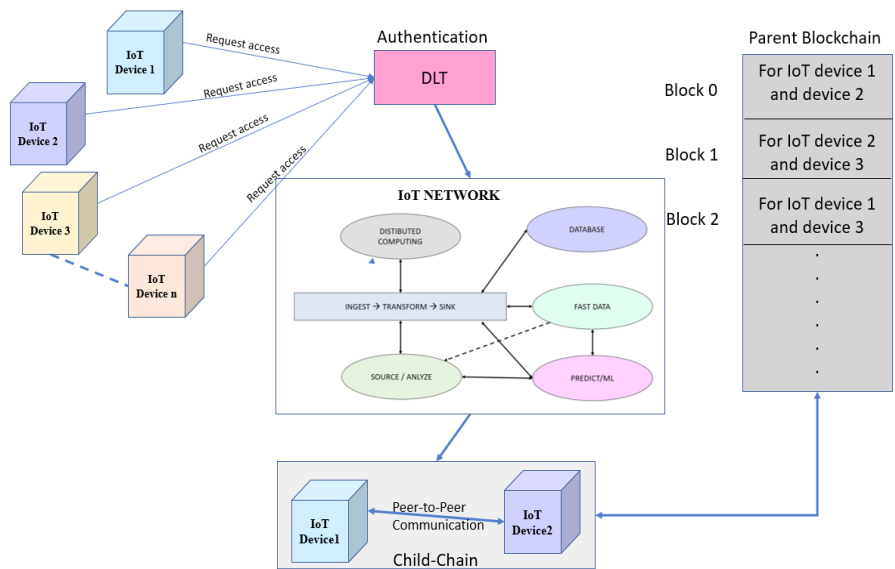 IoT
Device 1
Request access
IoT
Device 2
Request access
IoT
Device 3
Request access
IoT
Device n
Request access
Authentication
DLT
IoT NETWORK
DISTIBUTED
COMPUTING
DATABASE
INGEST → TRANSFORM → SINK
FAST DATA
SOURCE / ANLYZE
PREDICT/ML
IoT
Device1
Peer-to-Peer
Communication
IoT
Device2
Child-Chain
Parent Blockchain
Block 0
For IoT device 1
and device 2
Block 1
For IoT device 2
and device 3
Block 2
For IoT device 1
and device 3